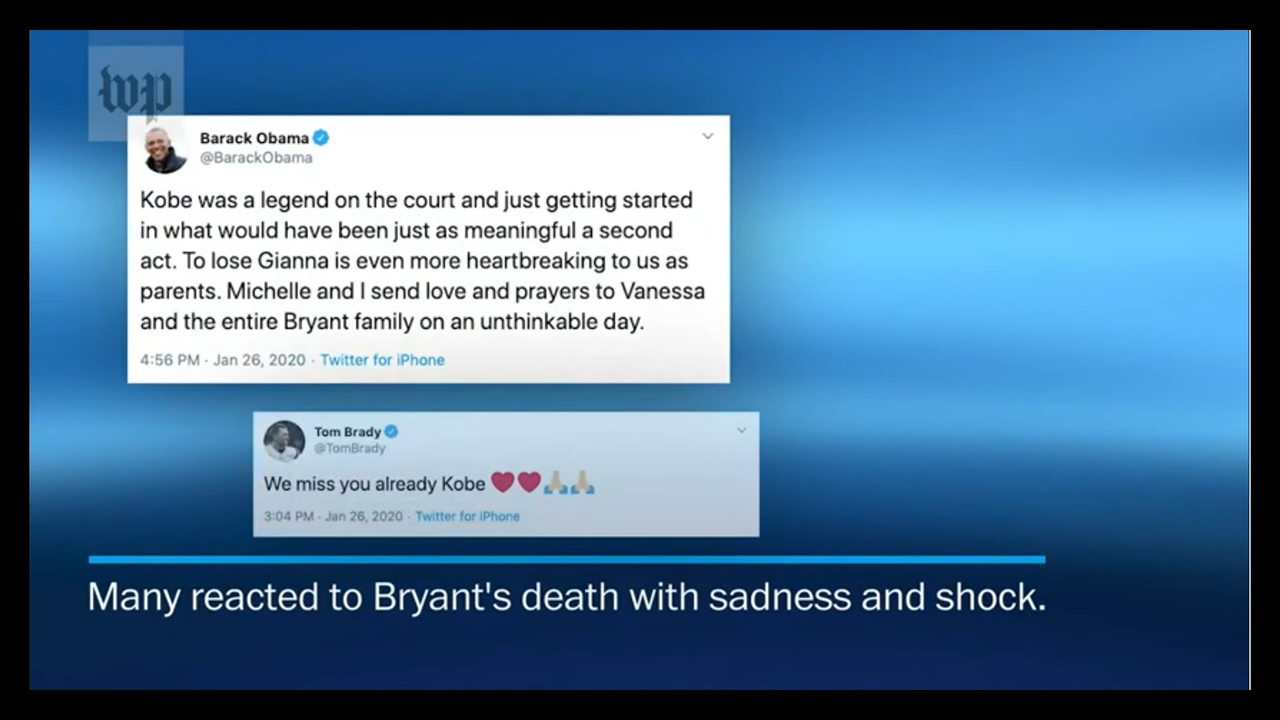 wp
Barack Obama
@BarackObama
Kobe was a legend on the court and just getting started
in what would have been just as meaningful a second
act. To lose Gianna is even more heartbreaking to us as
parents. Michelle and I send love and prayers to Vanessa
and the entire Bryant family on an unthinkable day.
4:56 PM · Jan 26, 2020 · Twitter for iPhone
Tom Brady
@TomBrady
We miss you already Kobe ❤️❤️🙏🏼🙏🏼
3:04 PM · Jan 26, 2020 · Twitter for iPhone
Many reacted to Bryant's death with sadness and shock.